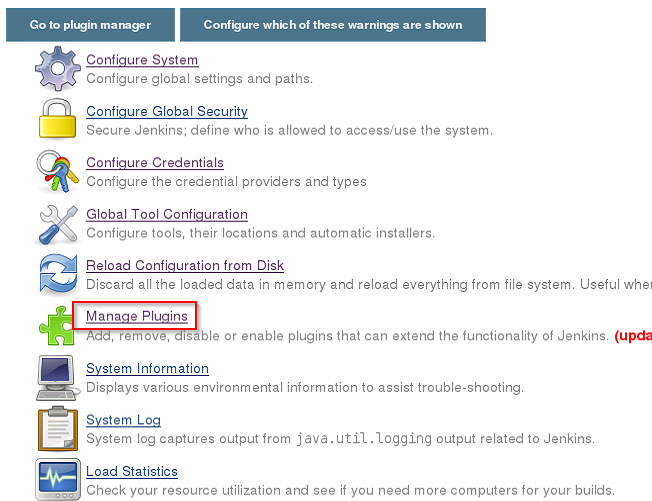 Go to plugin manager
Configure which of these warnings are shown
Configure System
Configure global settings and paths.
Configure Global Security
Secure Jenkins; define who is allowed to access/use the system.
Configure Credentials
Configure the credential providers and types
Global Tool Configuration
Configure tools, their locations and automatic installers.
Reload Configuration from Disk
Discard all the loaded data in memory and reload everything from file system. Useful when
Manage Plugins
Add, remove, disable or enable plugins that can extend the functionality of Jenkins. (upda
System Information
Displays various environmental information to assist trouble-shooting.
System Log
System log captures output from java.util.logging output related to Jenkins.
Load Statistics
Check your resource utilization and see if you need more computers for your builds.